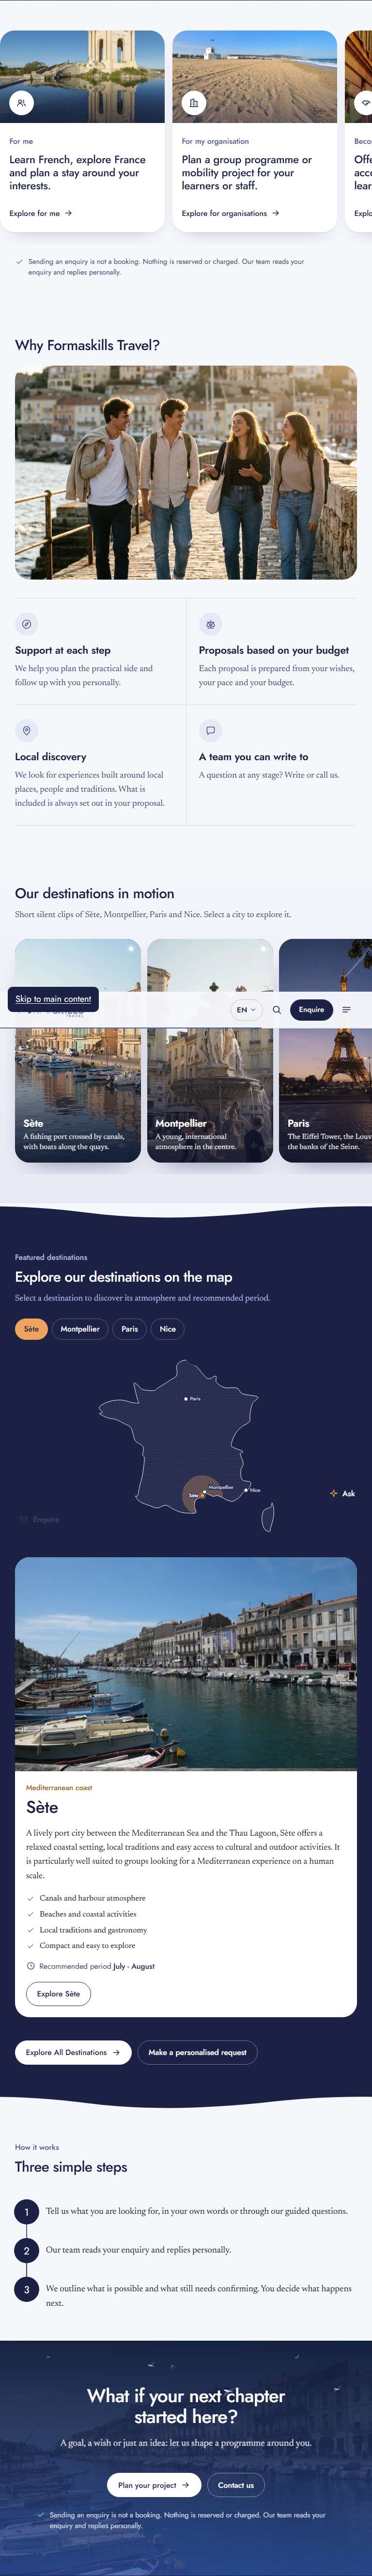 For me
Learn French, explore France
and plan a stay around your
interests.
Explore for me
For my organisation
Plan a group programme or
mobility project for your
learners or staff.
Explore for organisations
Sending an enquiry is not a booking. Nothing is reserved or charged. Our team reads your
enquiry and replies personally.
Why Formaskills Travel?
Support at each step
We help you plan the practical side and
follow up with you personally.
Proposals based on your budget
Each proposal is prepared from your wishes,
your pace and your budget.
Local discovery
We look for experiences built around local
places, people and traditions. What is
included is always set out in your proposal.
A team you can write to
A question at any stage? Write or call us.
Our destinations in motion
Short silent clips of Sète, Montpellier, Paris and Nice. Select a city to explore it.
Skip to main content
TRAVEL
EN
Enquire
Sète
A fishing port crossed by canals,
with boats along the quays.
Montpellier
A young, international
atmosphere in the centre.
Paris
The Eiffel Tower, the Louv
the banks of the Seine.
Featured destinations
Explore our destinations on the map
Select a destination to discover its atmosphere and recommended period.
Sète
Montpellier
Paris
Nice
Paris
Montpellier
Nice
Sète
Ask
Enquire
Mediterranean coast
Sète
A lively port city between the Mediterranean Sea and the Thau Lagoon, Sète offers a
relaxed coastal setting, local traditions and easy access to cultural and outdoor activities. It
is particularly well suited to groups looking for a Mediterranean experience on a human
scale.
Canals and harbour atmosphere
Beaches and coastal activities
Local traditions and gastronomy
Compact and easy to explore
Recommended period July - August
Explore Sète
Explore All Destinations
Make a personalised request
How it works
Three simple steps
1
Tell us what you are looking for, in your own words or through our guided questions.
2
Our team reads your enquiry and replies personally.
3
We outline what is possible and what still needs confirming. You decide what happens
next.
What if your next chapter
started here?
A goal, a wish or just an idea: let us shape a programme around you.
Plan your project
Contact us
Sending an enquiry is not a booking. Nothing is reserved or charged. Our team reads your
enquiry and replies personally.